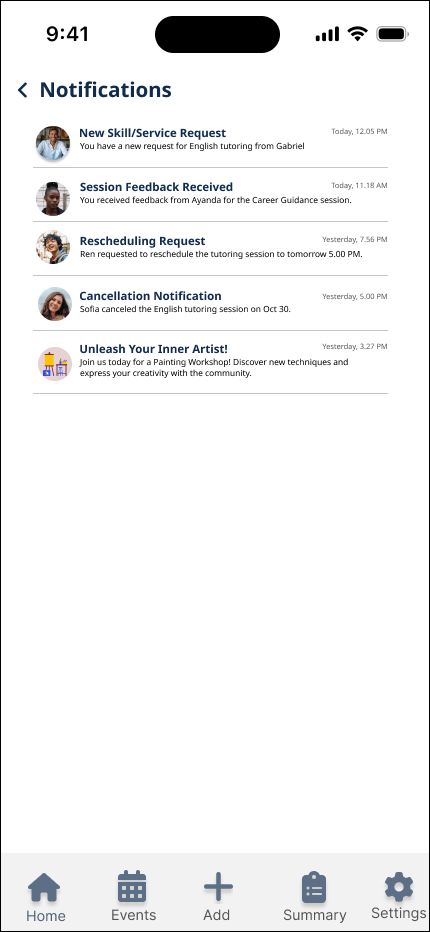 9:41
Notifications
New Skill/Service Request
Today, 12.05 PM
You have a new request for English tutoring from Gabriel
Session Feedback Received
Today, 11.18 AM
You received feedback from Ayanda for the Career Guidance session.
Rescheduling Request
Yesterday, 7.56 PM
Ren requested to reschedule the tutoring session to tomorrow 5.00 PM.
Cancellation Notification
Yesterday, 5.00 PM
Sofia canceled the English tutoring session on Oct 30.
Unleash Your Inner Artist!
Yesterday, 3.27 PM
Join us today for a Painting Workshop! Discover new techniques and
express your creativity with the community.
Home
Events
Add
Summary
Settings